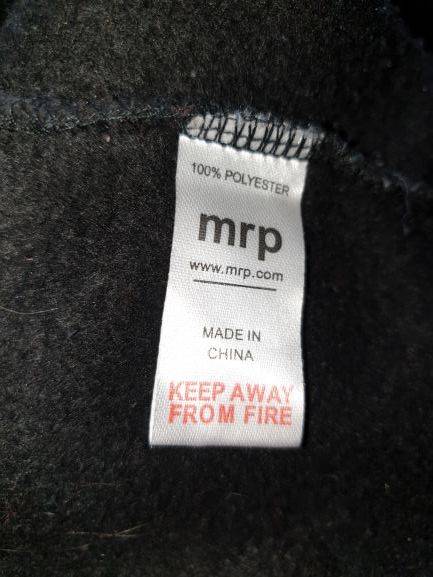 100% POLYESTER
mrp
www.mrp.com
MADE IN
CHINA
KEEP AWAY
FROM FIRE